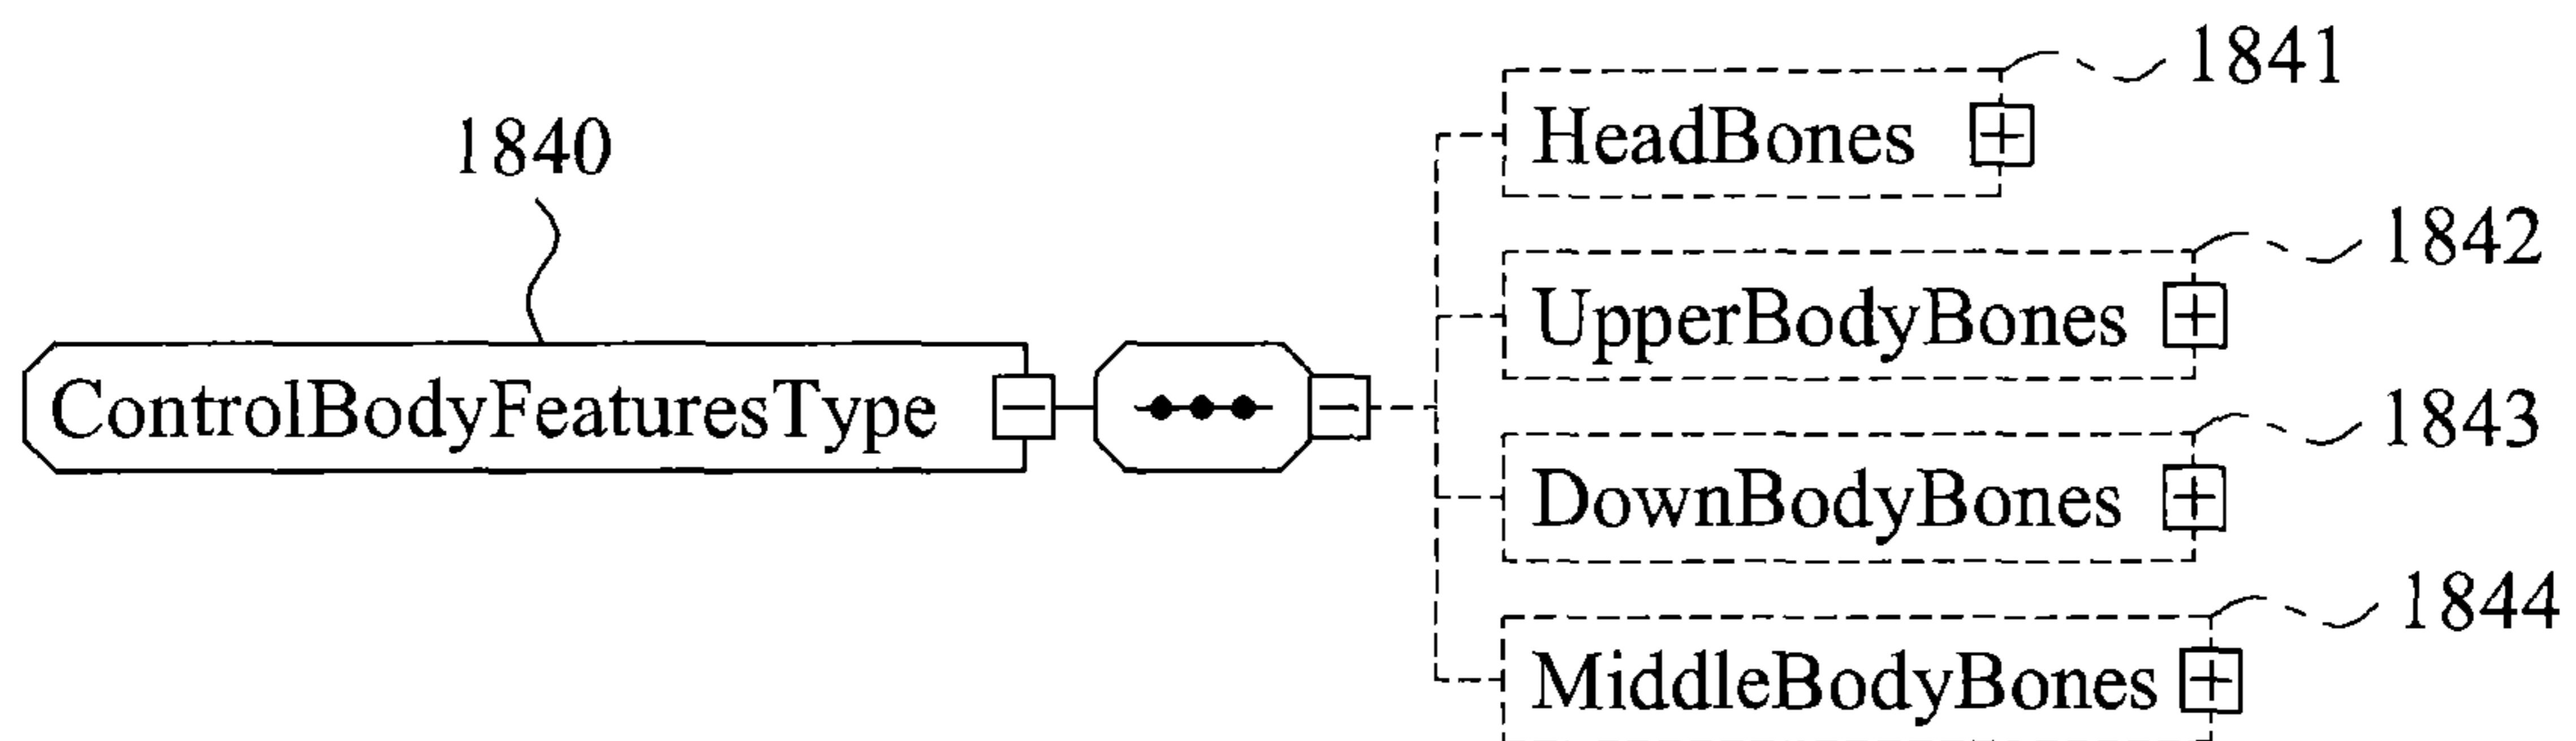 1841
HeadBones
1840
1842
UpperBodyBones
ControlBodyFeaturesType
1843
DownBodyBones
1844
MiddleBodyBones